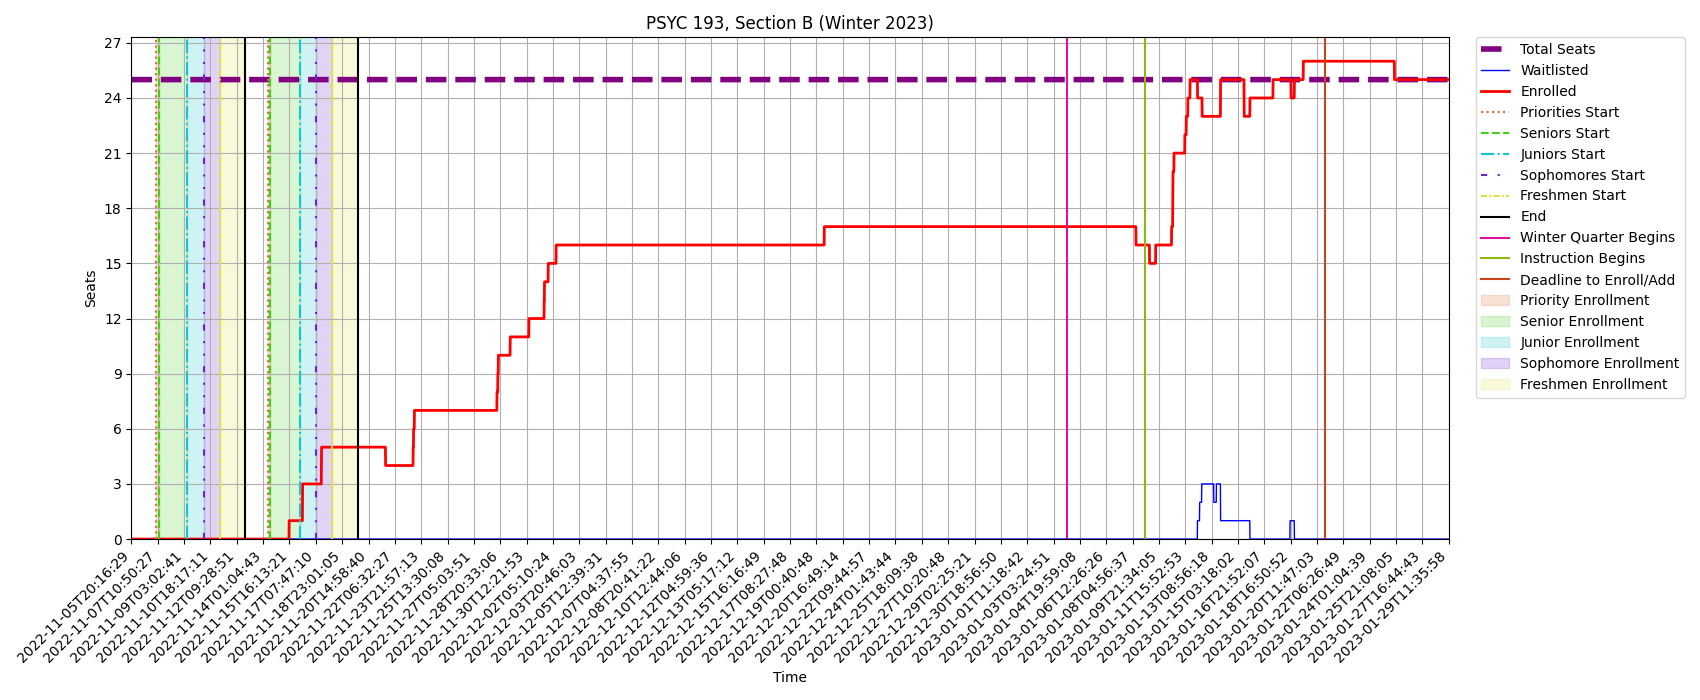 PSYC 193, Section B (Winter 2023)
27
24
21
18
15
12
9
6
3
0
Seats
2022-11-05T20:16:29
2022-11-07T10:50:27
2022-11-09T03:02:41
2022-11-10T18:17:11
2022-11-12T09:28:51
2022-11-14T01:04:43
2022-11-15T16:13:21
2022-11-17T07:47:10
2022-11-18T23:01:05
2022-11-20T14:58:40
2022-11-22T06:32:27
2022-11-23T21:57:13
2022-11-25T13:30:08
2022-11-27T05:03:51
2022-11-28T20:33:06
2022-11-30T12:21:53
2022-12-02T05:10:24
2022-12-03T20:46:03
2022-12-05T12:39:31
2022-12-07T04:37:55
2022-12-08T20:41:22
2022-12-10T12:44:06
2022-12-12T04:59:36
2022-12-13T05:17:12
2022-12-15T16:16:49
2022-12-17T08:27:48
2022-12-19T00:40:48
2022-12-20T16:49:14
2022-12-22T09:44:57
2022-12-24T01:43:44
2022-12-25T18:09:38
2022-12-27T10:20:48
2022-12-29T02:25:21
2022-12-30T18:56:50
2023-01-01T11:18:42
2023-01-03T03:24:51
2023-01-04T19:59:08
2023-01-06T12:26:26
2023-01-08T04:56:37
2023-01-09T21:34:05
2023-01-11T15:52:53
2023-01-13T08:56:18
2023-01-15T03:18:02
2023-01-16T21:52:07
2023-01-18T16:50:52
2023-01-20T11:47:03
2023-01-22T06:26:49
2023-01-24T01:04:39
2023-01-25T21:08:05
2023-01-27T16:44:43
2023-01-29T11:35:58
Time
Total Seats
Waitlisted
Enrolled
Priorities Start
Seniors Start
Juniors Start
Sophomores Start
Freshmen Start
End
Winter Quarter Begins
Instruction Begins
Deadline to Enroll/Add
Priority Enrollment
Senior Enrollment
Junior Enrollment
Sophomore Enrollment
Freshmen Enrollment